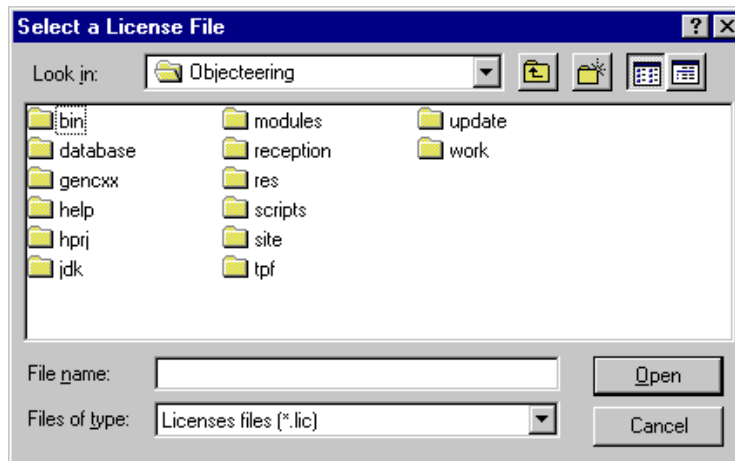 Select a License File
Look in: Objecteering
bin modules update
database reception work
gencxx res
help scripts
hprj site
jdk tpf
File name: Open
Files of type: Licenses files (*.lic) Cancel